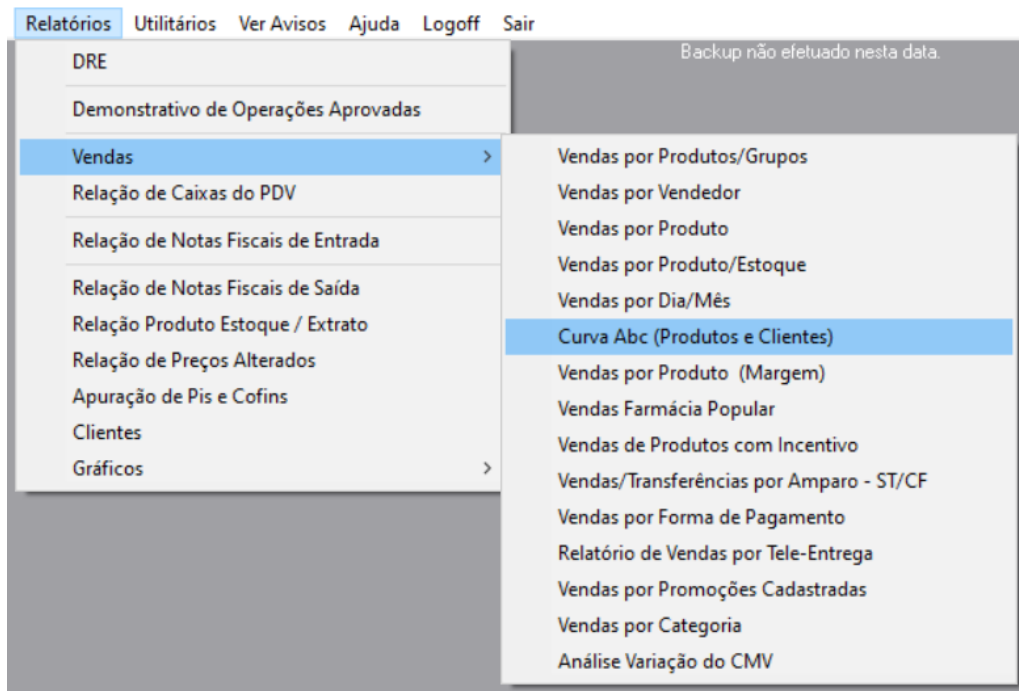 Relatórios Utilitários Ver Avisos Ajuda Logoff Sair
Backup não efetuado nesta data.
DRE
Demonstrativo de Operações Aprovadas
Vendas
Relação de Caixas do PDV
Relação de Notas Fiscais de Entrada
Relação de Notas Fiscais de Saída
Relação Produto Estoque / Extrato
Relação de Preços Alterados
Apuração de Pis e Cofins
Clientes
Gráficos
Vendas por Produtos/Grupos
Vendas por Vendedor
Vendas por Produto
Vendas por Produto/Estoque
Vendas por Dia/Mês
Curva Abc (Produtos e Clientes)
Vendas por Produto (Margem)
Vendas Farmácia Popular
Vendas de Produtos com Incentivo
Vendas/Transferências por Amparo - ST/CF
Vendas por Forma de Pagamento
Relatório de Vendas por Tele-Entrega
Vendas por Promoções Cadastradas
Vendas por Categoria
Análise Variação do CMV